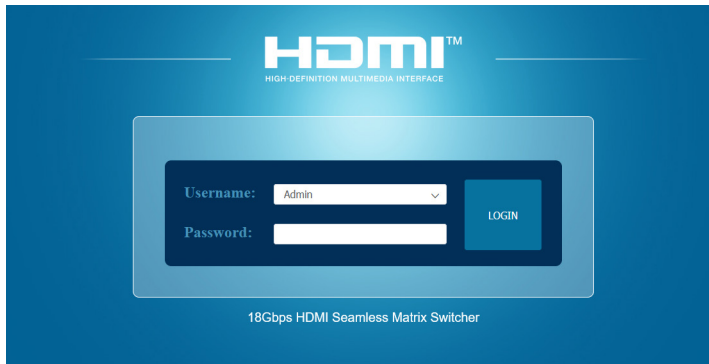 HDMI™
HIGH-DEFINITION MULTIMEDIA INTERFACE
Username:
Admin
LOGIN
Password:
18Gbps HDMI Seamless Matrix Switcher